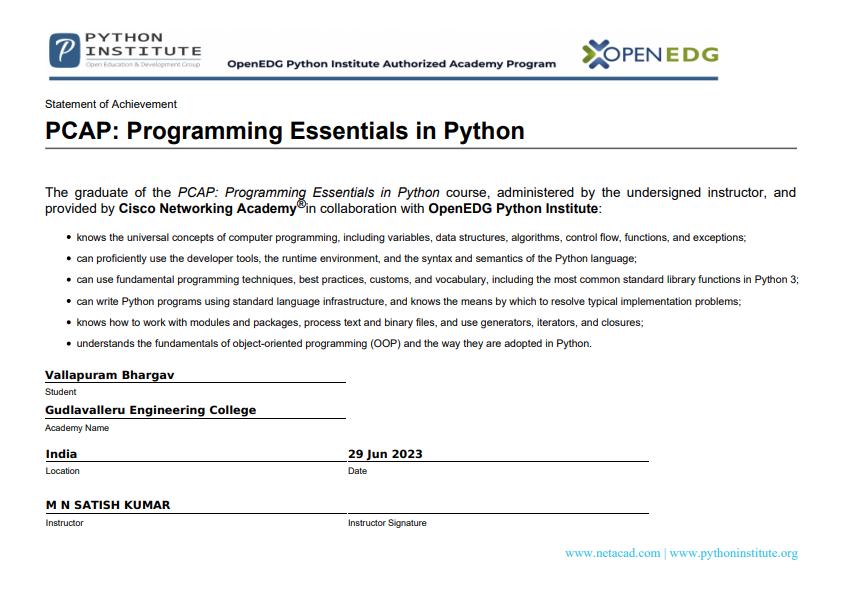 PYTHON
INSTITUTE
Open Education & Development Group
OpenEDG Python Institute Authorized Academy Program
OPENEDG
Statement of Achievement
PCAP: Programming Essentials in Python
The graduate of the PCAP: Programming Essentials in Python course, administered by the undersigned instructor, and
provided by Cisco Networking Academy®in collaboration with OpenEDG Python Institute:
• knows the universal concepts of computer programming, including variables, data structures, algorithms, control flow, functions, and exceptions;
• can proficiently use the developer tools, the runtime environment, and the syntax and semantics of the Python language;
• can use fundamental programming techniques, best practices, customs, and vocabulary, including the most common standard library functions in Python 3;
• can write Python programs using standard language infrastructure, and knows the means by which to resolve typical implementation problems;
• knows how to work with modules and packages, process text and binary files, and use generators, iterators, and closures;
• understands the fundamentals of object-oriented programming (OOP) and the way they are adopted in Python.
Vallapuram Bhargav
Student
Gudlavalleru Engineering College
Academy Name
India
Location
29 Jun 2023
Date
M N SATISH KUMAR
Instructor
Instructor Signature
www.netacad.com | www.pythoninstitute.org